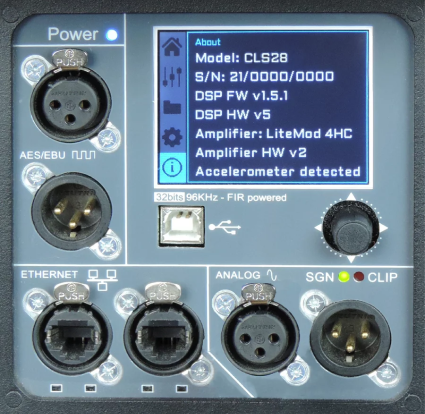 Power
PUSH
AES/EBU
About
Model: CLS28
S/N: 21/0000/0000
DSP FW v1.5.1
DSP HW v5
Amplifier: LiteMod 4HC
Amplifier HW v2
Accelerometer detected
32bits 96KHz - FIR powered
ETHERNET
PUSH
PUSH
ANALOG
PUSH
SGN CLIP